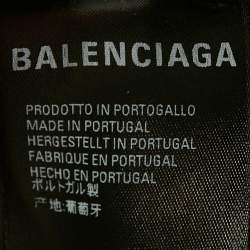 BALENCIAGA
PRODOTTO IN PORTOGALLO
MADE IN PORTUGAL
HERGESTELLT IN PORTUGAL
FABRIQUE EN PORTUGAL
HECHO EN PORTUGAL
ポルトガル製
产地:葡萄牙